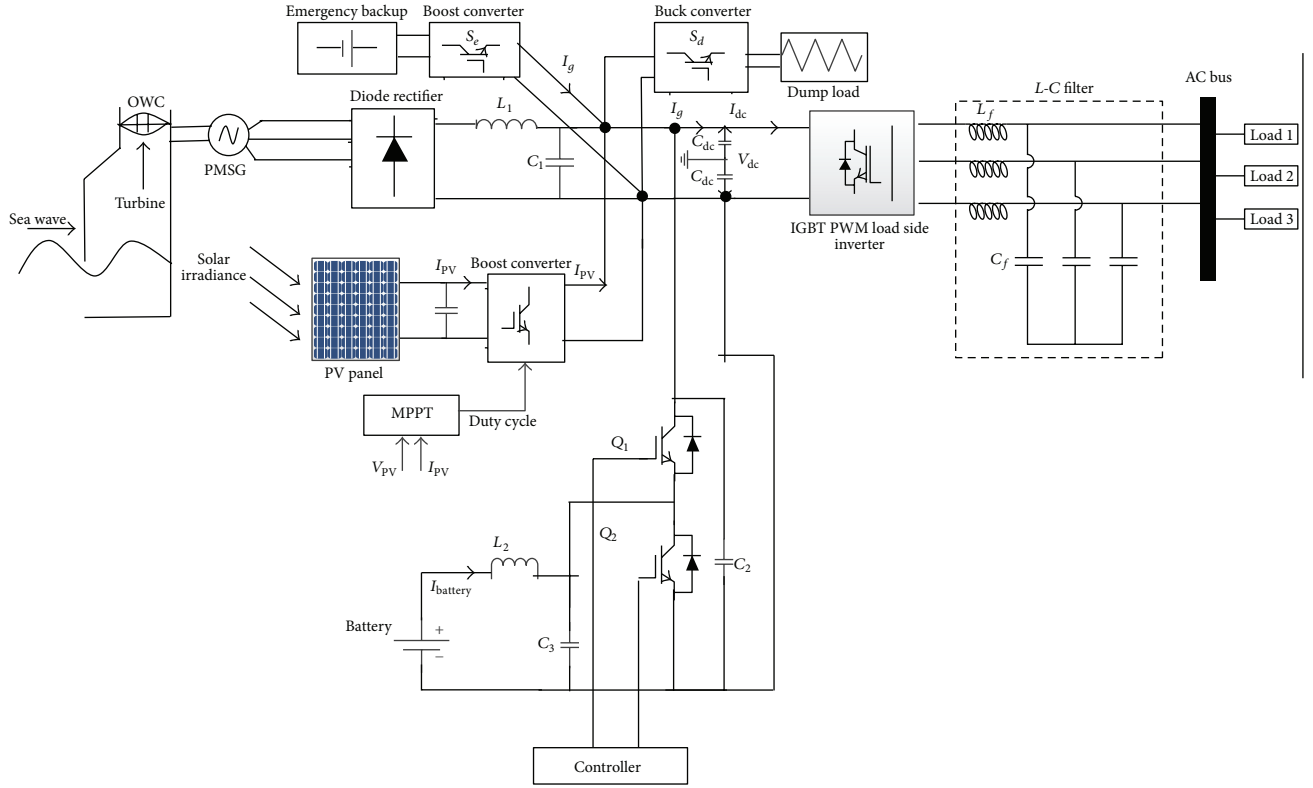 Emergency backup
Boost converter
Buck converter
S_e
S_d
I_g
Dump load
OWC
Diode rectifier
L_1
I_g
I_dc
L-C filter
AC bus
L_f
C_1
C_dc
V_dc
C_dc
Load 1
Load 2
Load 3
PMSG
Turbine
Sea wave
IGBT PWM load side
inverter
Solar
irradiance
I_PV
Boost converter
I_PV
C_f
PV panel
MPPT
Duty cycle
V_PV
I_PV
Q_1
Q_2
L_2
I_battery
C_2
Battery
+
−
C_3
Controller